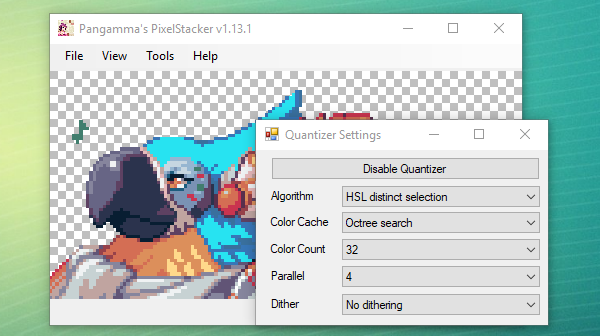 Pangamma's PixelStacker v1.13.1
File View Tools Help
Quantizer Settings
Disable Quantizer
Algorithm HSL distinct selection
Color Cache Octree search
Color Count 32
Parallel 4
Dither No dithering